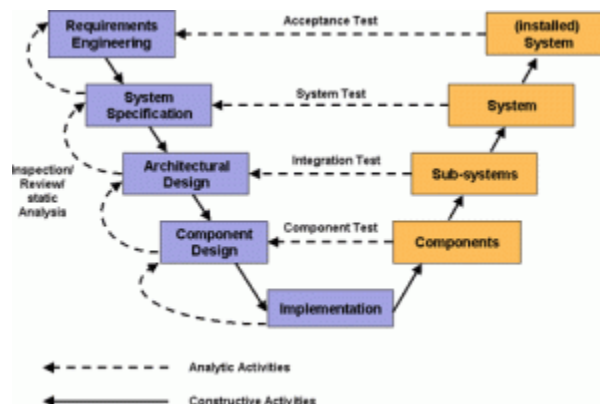 Requirements
Engineering
Acceptance Test
(installed)
System
System
Specification
System Test
System
Inspection/
Review/
static
Analysis
Architectural
Design
Integration Test
Sub-systems
Component
Design
Component Test
Components
Implementation
Analytic Activities
Constructive Activities